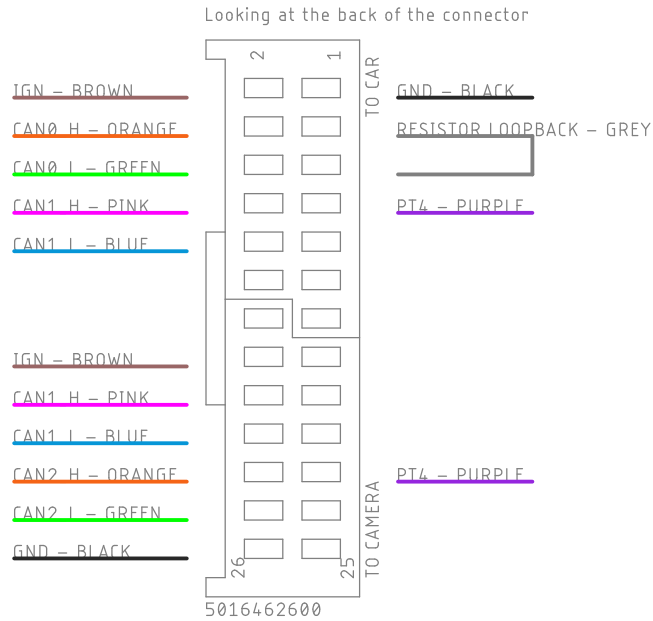 Looking at the back of the connector
2 1
TO CAR
IGN - BROWN
GND - BLACK
CAN0 H - ORANGE
RESISTOR LOOPBACK - GREY
CAN0 L - GREEN
CAN1 H - PINK
PT4 - PURPLE
CAN1 L - BLUE
IGN - BROWN
CAN1 H - PINK
CAN1 L - BLUE
CAN2 H - ORANGE
PT4 - PURPLE
CAN2 L - GREEN
GND - BLACK
TO CAMERA
26 25
5016462600